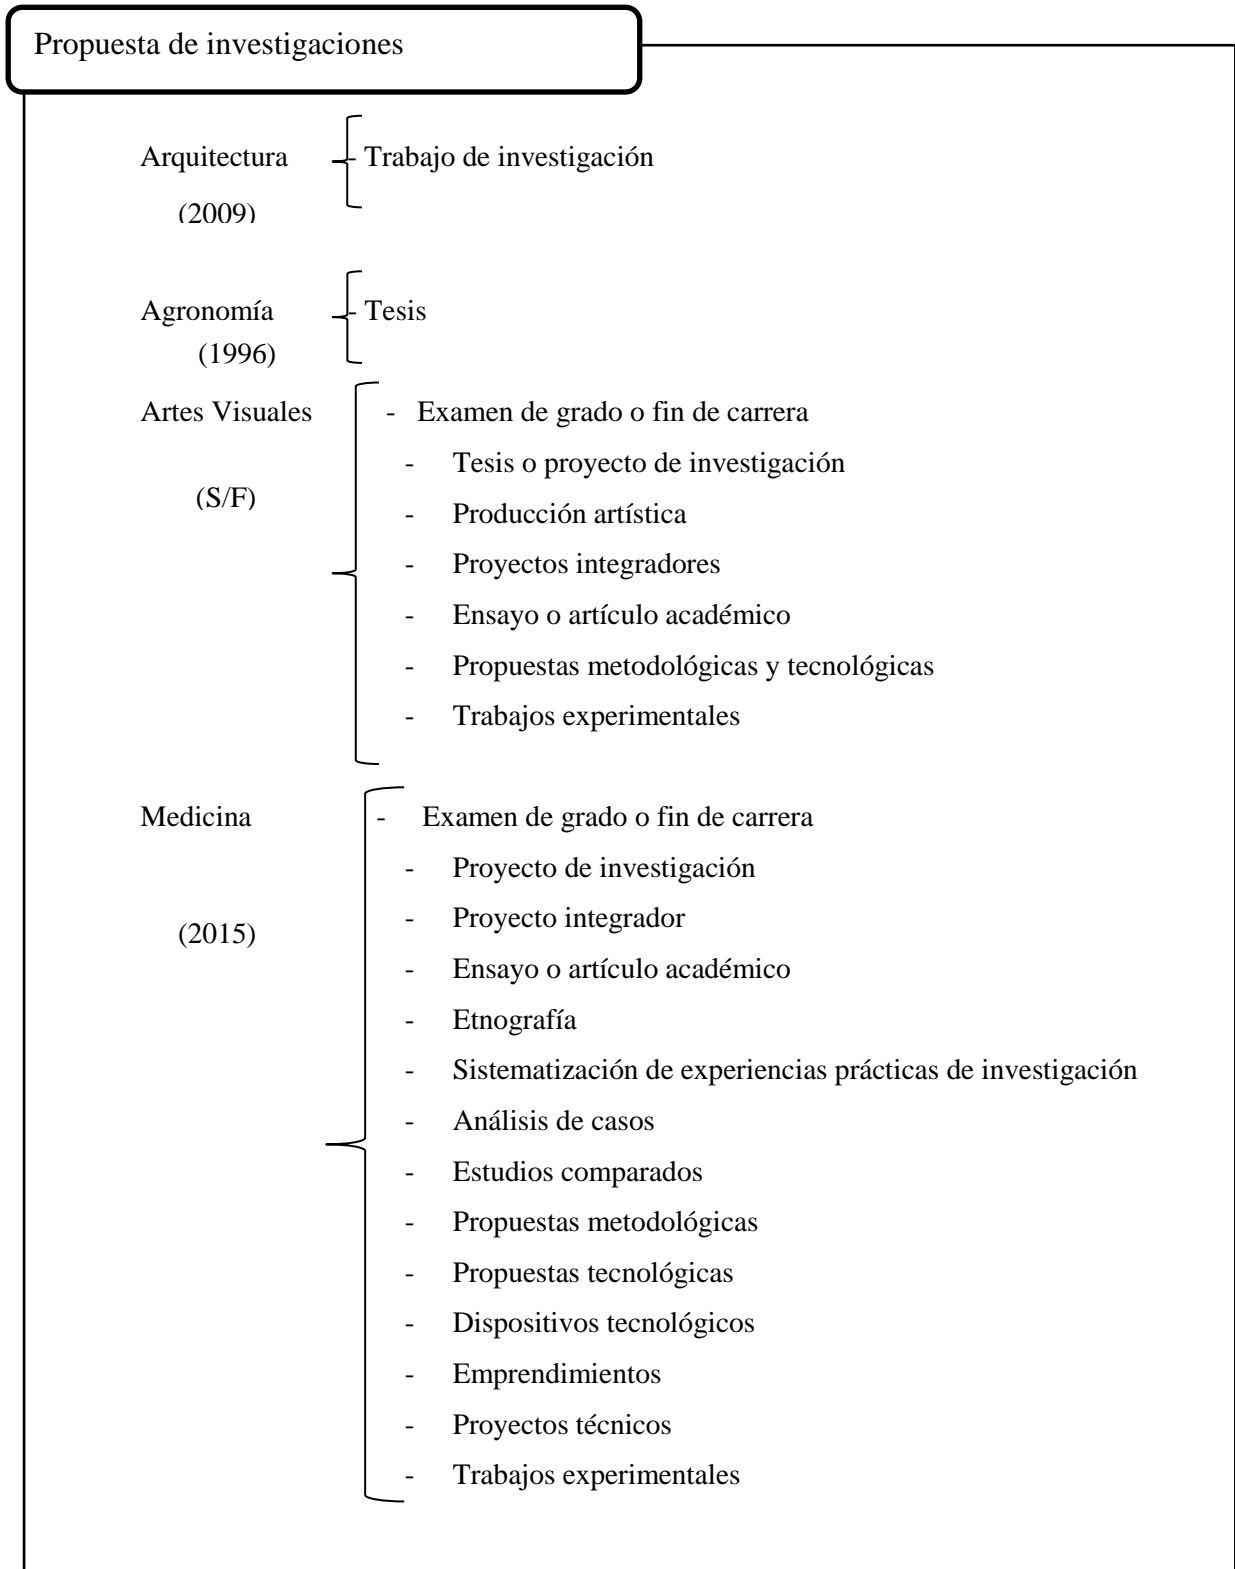 Propuesta de investigaciones
Arquitectura - Trabajo de investigación
(2009)
Agronomía - Tesis
(1996)
Artes Visuales - Examen de grado o fin de carrera
- Tesis o proyecto de investigación
(S/F)
- Producción artística
- Proyectos integradores
- Ensayo o artículo académico
- Propuestas metodológicas y tecnológicas
- Trabajos experimentales
Medicina - Examen de grado o fin de carrera
- Proyecto de investigación
- Proyecto integrador
(2015)
- Ensayo o artículo académico
- Etnografía
- Sistematización de experiencias prácticas de investigación
- Análisis de casos
- Estudios comparados
- Propuestas metodológicas
- Propuestas tecnológicas
- Dispositivos tecnológicos
- Emprendimientos
- Proyectos técnicos
- Trabajos experimentales